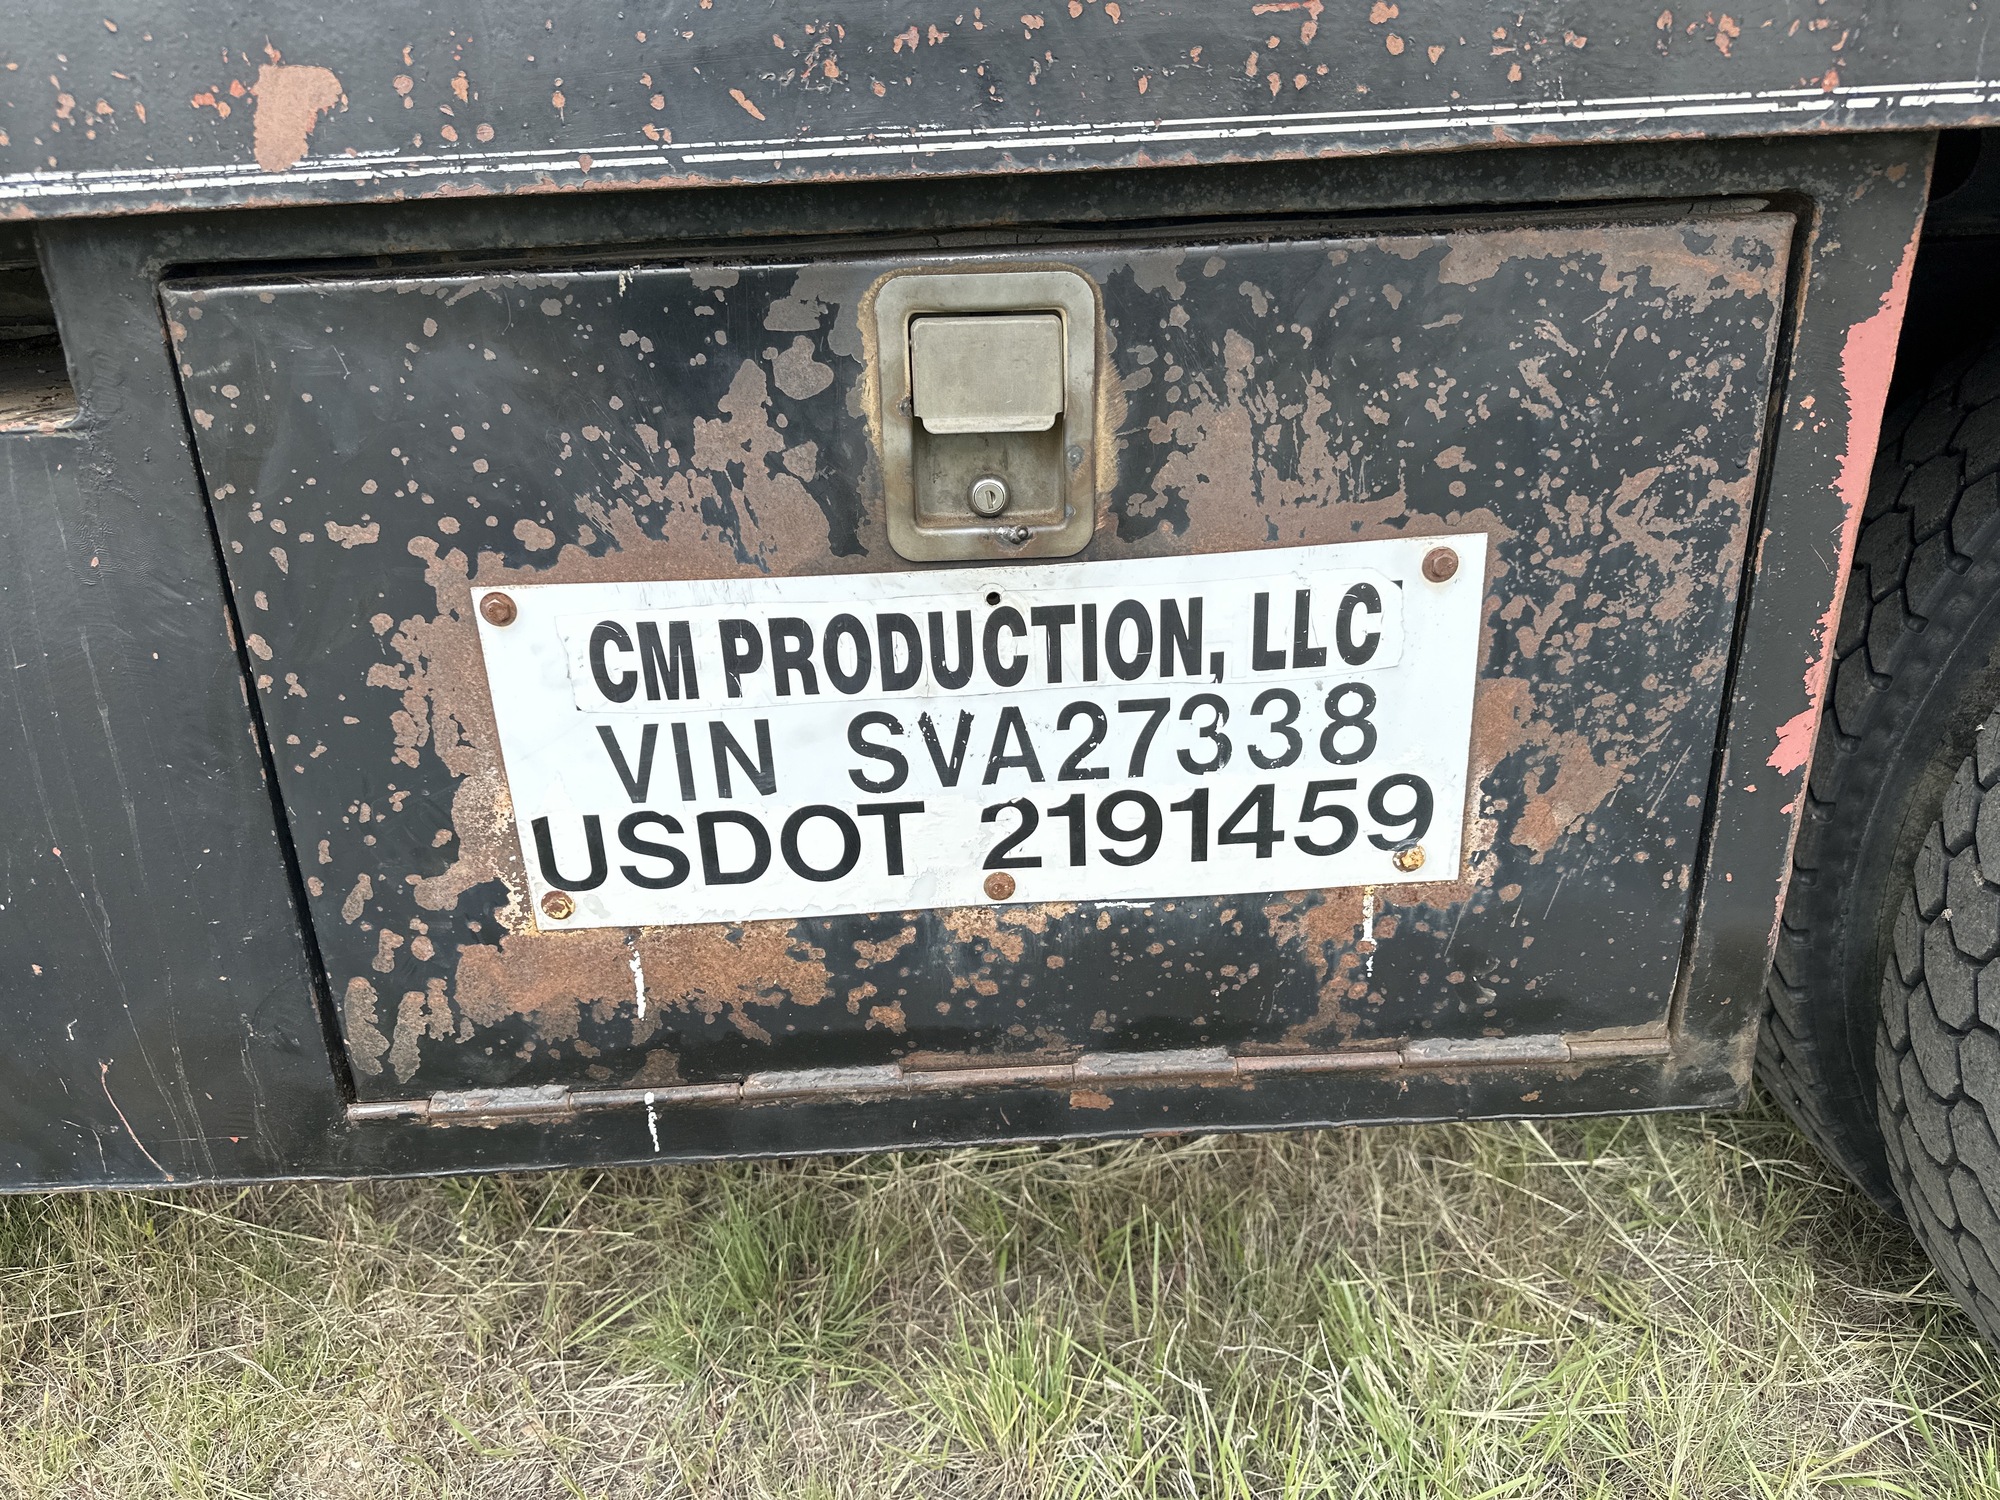 CM PRODUCTION, LLC
VIN SVA27338
USDOT 2191459